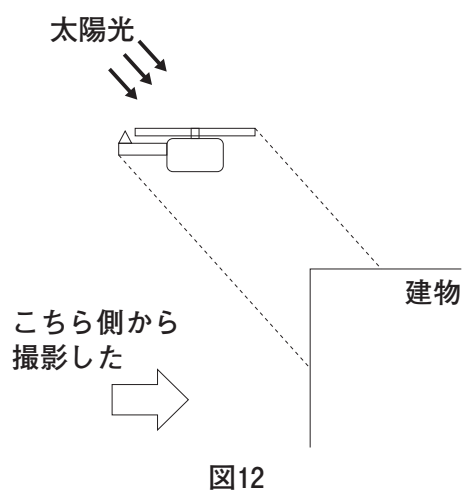 太陽光
建物
こちら側から
撮影した
図12